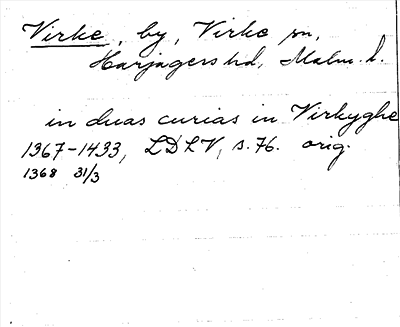 Virke, by, Virke sn,
Harjagers hd, Malm. l.
in duas curias in Virkyghe
1367-1433, LDLV, s. 76. orig.
1368 31/3